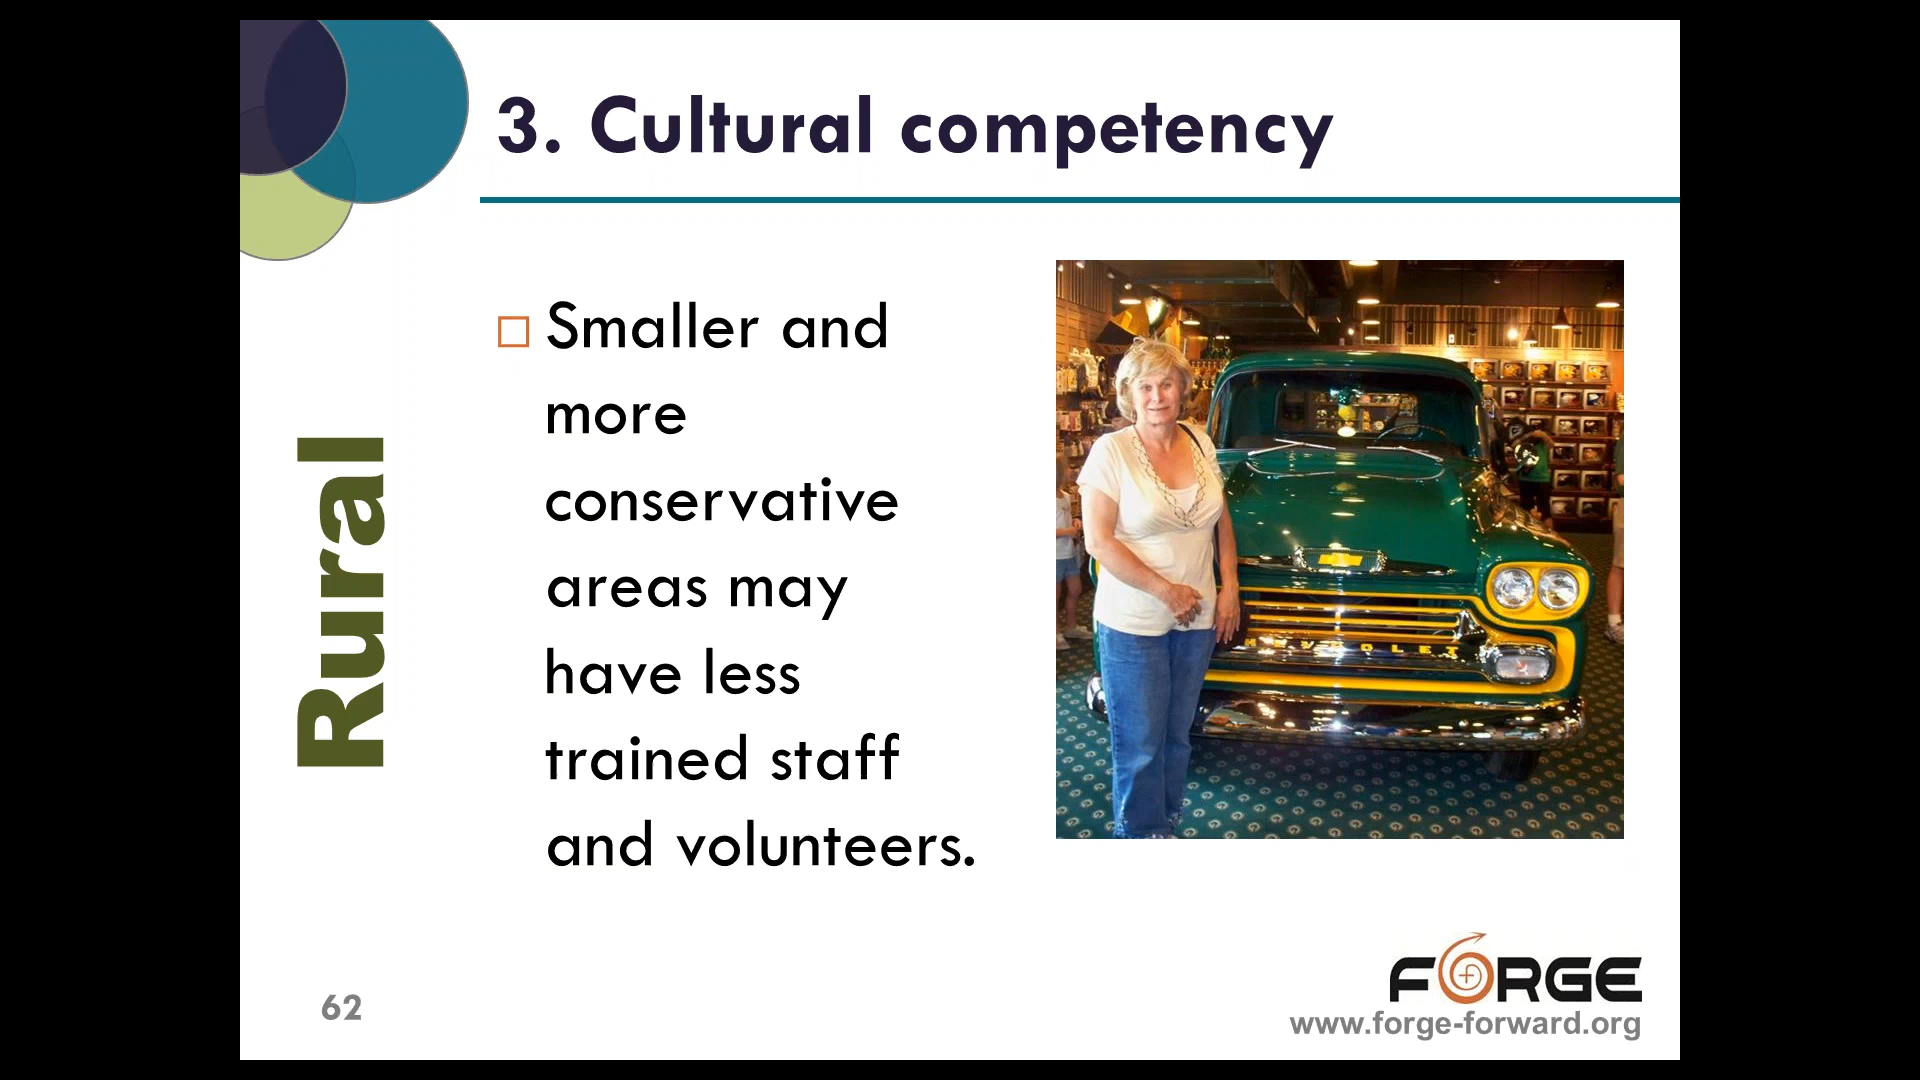 3. Cultural competency
Rural
Smaller and
more
conservative
areas may
have less
trained staff
and volunteers.
CHEVROLET
62
FORGE
www.forge-forward.org